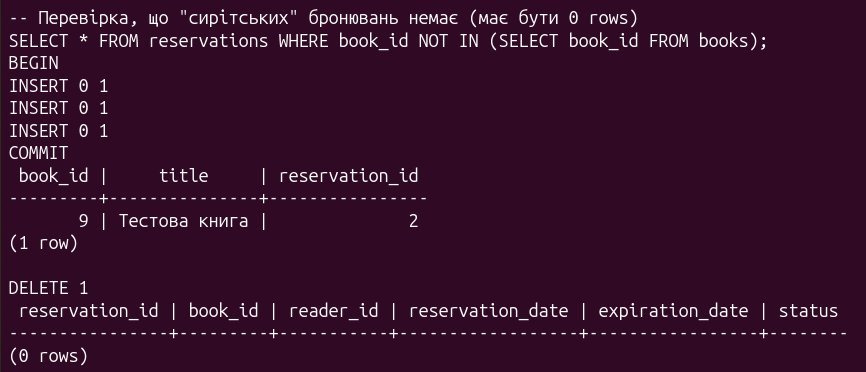 -- Перевірка, що "сирітських" бронювань немає (має бути 0 rows)
SELECT * FROM reservations WHERE book_id NOT IN (SELECT book_id FROM books);
BEGIN
INSERT 0 1
INSERT 0 1
INSERT 0 1
COMMIT
 book_id |     title     | reservation_id
---------+---------------+----------------
       9 | Тестова книга |              2
(1 row)

DELETE 1
 reservation_id | book_id | reader_id | reservation_date | expiration_date | status
----------------+---------+-----------+------------------+-----------------+--------
(0 rows)